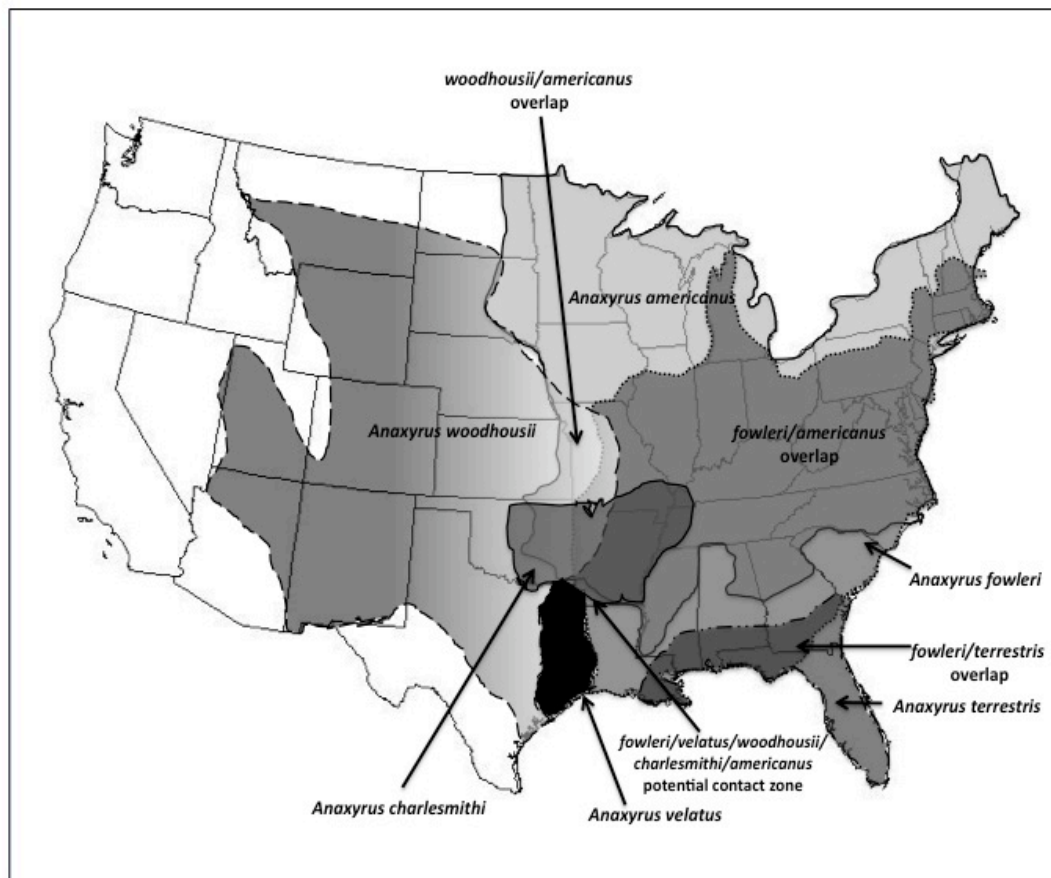 woodhousii/americanus
overlap
Anaxyrus americanus
Anaxyrus woodhousii
fowleri/americanus
overlap
Anaxyrus fowleri
fowleri/terrestris
overlap
Anaxyrus terrestris
fowleri/velatus/woodhousii/
charlesmithi/americanus
potential contact zone
Anaxyrus charlesmithi
Anaxyrus velatus